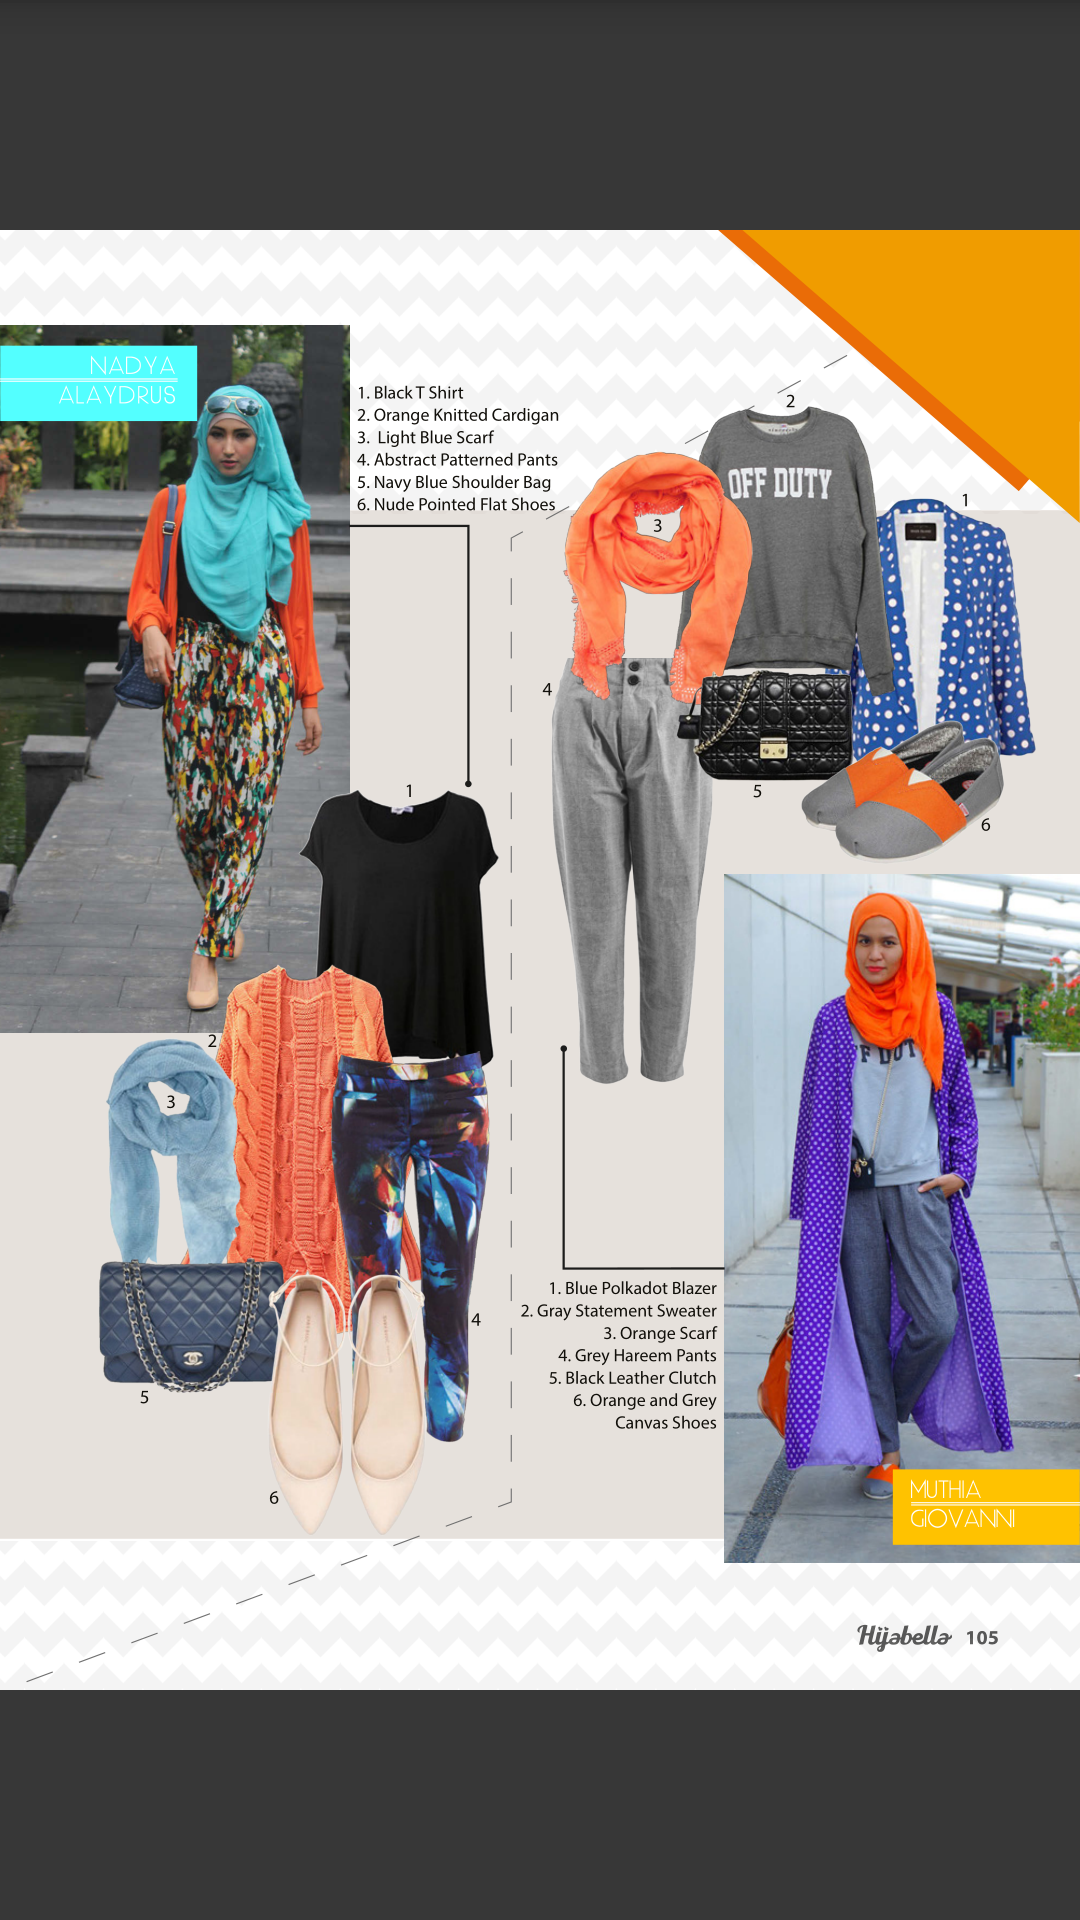 NADYA
ALAYDRUS
1. Black T Shirt
2. Orange Knitted Cardigan
3.  Light Blue Scarf
4. Abstract Patterned Pants
5. Navy Blue Shoulder Bag
6. Nude Pointed Flat Shoes
2
OFF DUTY
1
3
4
5
6
1
2
3
4
5
6
1. Blue Polkadot Blazer
2. Gray Statement Sweater
3. Orange Scarf
4. Grey Hareem Pants
5. Black Leather Clutch
6. Orange and Grey
Canvas Shoes
F DUT
MUTHIA
GIOVANNI
Hijabella 105